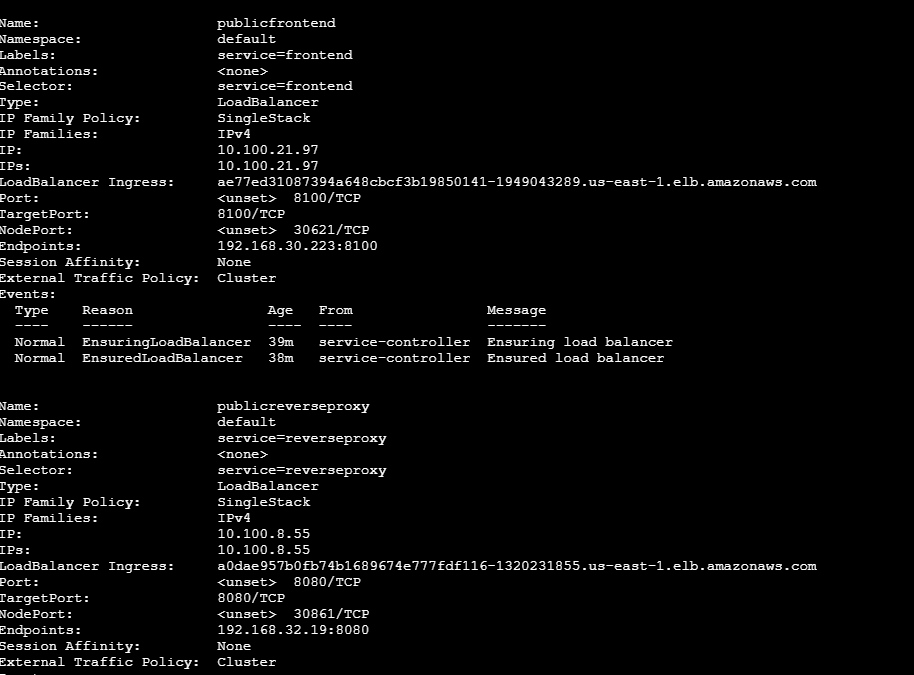 Name: publicfrontend
Namespace: default
Labels: service=frontend
Annotations: <none>
Selector: service=frontend
Type: LoadBalancer
IP Family Policy: SingleStack
IP Families: IPv4
IP: 10.100.21.97
IPs: 10.100.21.97
LoadBalancer Ingress: ae77ed31087394a648cbcf3b19850141-1949043289.us-east-1.elb.amazonaws.com
Port: <unset> 8100/TCP
TargetPort: 8100/TCP
NodePort: <unset> 30621/TCP
Endpoints: 192.168.30.223:8100
Session Affinity: None
External Traffic Policy: Cluster
Events:
Type Reason Age From Message
---- ------ ---- ---- -------
Normal EnsuringLoadBalancer 39m service-controller Ensuring load balancer
Normal EnsuredLoadBalancer 38m service-controller Ensured load balancer
Name: publicreverseproxy
Namespace: default
Labels: service=reverseproxy
Annotations: <none>
Selector: service=reverseproxy
Type: LoadBalancer
IP Family Policy: SingleStack
IP Families: IPv4
IP: 10.100.8.55
IPs: 10.100.8.55
LoadBalancer Ingress: a0dae957b0fb74b1689674e777fdf116-1320231855.us-east-1.elb.amazonaws.com
Port: <unset> 8080/TCP
TargetPort: 8080/TCP
NodePort: <unset> 30861/TCP
Endpoints: 192.168.32.19:8080
Session Affinity: None
External Traffic Policy: Cluster